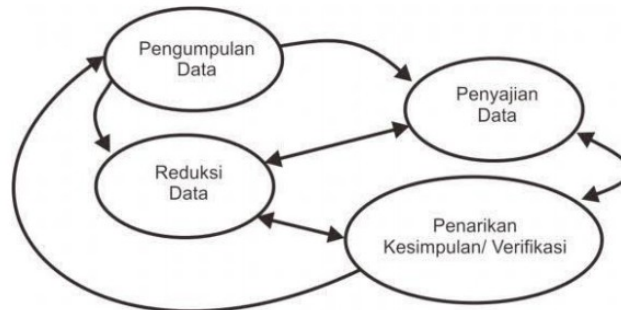 Pengumpulan
Data
Penyajian
Data
Reduksi
Data
Penarikan
Kesimpulan/ Verifikasi